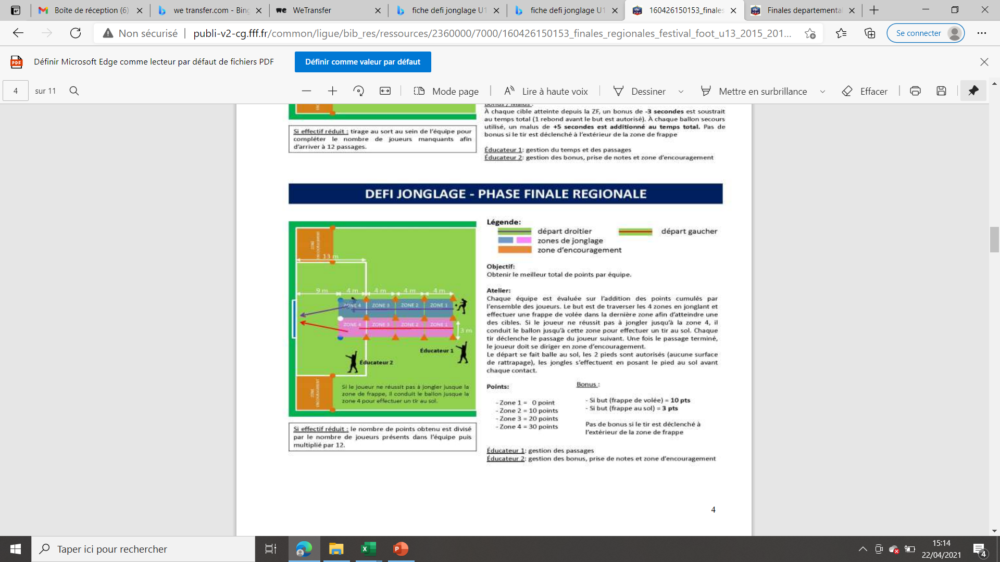 Boîte de réception (6)
we transfer.com - Bing
WeTransfer
fiche defi jonglage U1
fiche defi jonglage U1
160426150153_finales
Finales departemental
Non sécurisé
publi-v2-cg.fff.fr/common/ligue/bib_res/ressources/2360000/7000/160426150153_finales_regionales_festival_foot_u13_2015_201...
Se connecter
PDF
Définir Microsoft Edge comme lecteur par défaut de fichiers PDF
Définir comme valeur par défaut
4
sur 11
Mode page
Lire à haute voix
Dessiner
Mettre en surbrillance
Effacer
Si effectif réduit : tirage au sort au sein de l'équipe pour
compléter le nombre de joueurs manquants afin
d'arriver à 12 passages.
Bonus / Malus :
À chaque cible atteinte depuis la ZF, un bonus de -3 secondes est soustrait
au temps total (1 rebond avant le but est autorisé). À chaque ballon secours
utilisé, un malus de +5 secondes est additionné au temps total. Pas de
bonus si le tir est déclenché à l'extérieur de la zone de frappe
Éducateur 1: gestion du temps et des passages
Éducateur 2: gestion des bonus, prise de notes et zone d'encouragement
DEFI JONGLAGE - PHASE FINALE REGIONALE
ZONE
ENCOURAGEMENT
13 m
9 m
4 m
4 m
4 m
4 m
ZONE 4
ZONE 3
ZONE 2
ZONE 1
ZONE 4
ZONE 3
ZONE 2
ZONE 1
3 m
Éducateur 1
Éducateur 2
ZONE
ENCOURAGEMENT
Si le joueur ne réussit pas à jongler jusque la
zone de frappe, il conduit le ballon jusque la
zone 4 pour effectuer un tir au sol.
Si effectif réduit : le nombre de points obtenu est divisé
par le nombre de joueurs présents dans l'équipe puis
multiplié par 12.
Légende:
départ droitier
départ gaucher
zones de jonglage
zone d'encouragement
Objectif:
Obtenir le meilleur total de points par équipe.
Atelier:
Chaque équipe est évaluée sur l'addition des points cumulés par
l'ensemble des joueurs. Le but est de traverser les 4 zones en jonglant et
effectuer une frappe de volée dans la dernière zone afin d'atteindre une
des cibles. Si le joueur ne réussit pas à jongler jusqu'à la zone 4, il
conduit le ballon jusqu'à cette zone pour effectuer un tir au sol. Chaque
tir déclenche le passage du joueur suivant. Une fois le passage terminé,
le joueur doit se diriger en zone d'encouragement.
Le départ se fait balle au sol, les 2 pieds sont autorisés (aucune surface
de rattrapage), les jongles s'effectuent en posant le pied au sol avant
chaque contact.
Points:
- Zone 1 = 0 point
- Zone 2 = 10 points
- Zone 3 = 20 points
- Zone 4 = 30 points
Bonus :
- Si but (frappe de volée) = 10 pts
- Si but (frappe au sol) = 3 pts
Pas de bonus si le tir est déclenché à
l'extérieur de la zone de frappe
Éducateur 1: gestion des passages
Éducateur 2: gestion des bonus, prise de notes et zone d'encouragement
4
Taper ici pour rechercher
15:14
22/04/2021
4